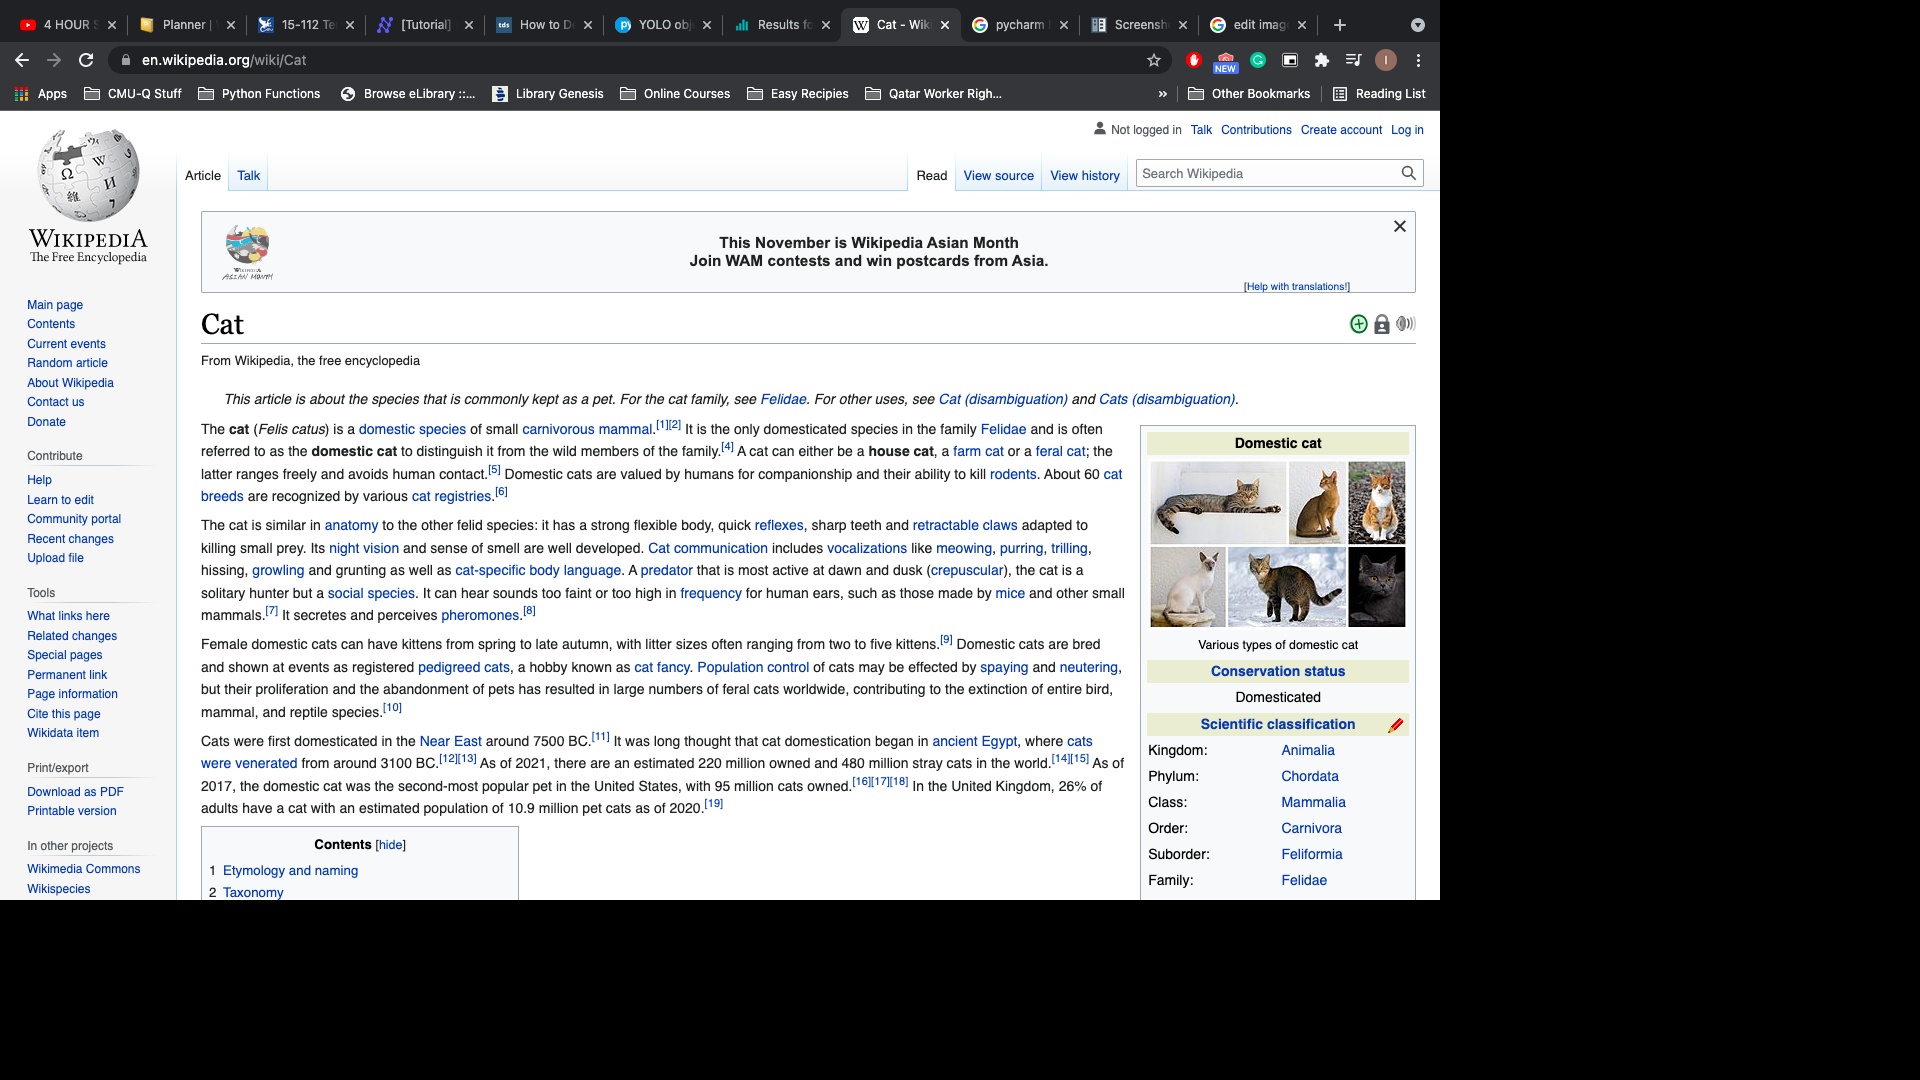 4 HOUR S
Planner |
15-112 Te
[Tutorial]
How to D
YOLO obj
Results fo
Cat - Wiki
pycharm
Screensh
edit imag
en.wikipedia.org/wiki/Cat
NEW
Apps
CMU-Q Stuff
Python Functions
Browse eLibrary ::...
Library Genesis
Online Courses
Easy Recipies
Qatar Worker Righ...
»
Other Bookmarks
Reading List
WIKIPEDIA
The Free Encyclopedia
Not logged in Talk Contributions Create account Log in
Article Talk
Read View source View history
Search Wikipedia
WIKIPEDIA
ASIAN MONTH
This November is Wikipedia Asian Month
Join WAM contests and win postcards from Asia.
[Help with translations!]
Main page
Contents
Current events
Random article
About Wikipedia
Contact us
Donate
Contribute
Help
Learn to edit
Community portal
Recent changes
Upload file
Tools
What links here
Related changes
Special pages
Permanent link
Page information
Cite this page
Wikidata item
Print/export
Download as PDF
Printable version
In other projects
Wikimedia Commons
Wikispecies
Cat
From Wikipedia, the free encyclopedia
This article is about the species that is commonly kept as a pet. For the cat family, see Felidae. For other uses, see Cat (disambiguation) and Cats (disambiguation).
The cat (Felis catus) is a domestic species of small carnivorous mammal.[1][2] It is the only domesticated species in the family Felidae and is often
referred to as the domestic cat to distinguish it from the wild members of the family.[4] A cat can either be a house cat, a farm cat or a feral cat; the
latter ranges freely and avoids human contact.[5] Domestic cats are valued by humans for companionship and their ability to kill rodents. About 60 cat
breeds are recognized by various cat registries.[6]
The cat is similar in anatomy to the other felid species: it has a strong flexible body, quick reflexes, sharp teeth and retractable claws adapted to
killing small prey. Its night vision and sense of smell are well developed. Cat communication includes vocalizations like meowing, purring, trilling,
hissing, growling and grunting as well as cat-specific body language. A predator that is most active at dawn and dusk (crepuscular), the cat is a
solitary hunter but a social species. It can hear sounds too faint or too high in frequency for human ears, such as those made by mice and other small
mammals.[7] It secretes and perceives pheromones.[8]
Female domestic cats can have kittens from spring to late autumn, with litter sizes often ranging from two to five kittens.[9] Domestic cats are bred
and shown at events as registered pedigreed cats, a hobby known as cat fancy. Population control of cats may be effected by spaying and neutering,
but their proliferation and the abandonment of pets has resulted in large numbers of feral cats worldwide, contributing to the extinction of entire bird,
mammal, and reptile species.[10]
Cats were first domesticated in the Near East around 7500 BC.[11] It was long thought that cat domestication began in ancient Egypt, where cats
were venerated from around 3100 BC.[12][13] As of 2021, there are an estimated 220 million owned and 480 million stray cats in the world.[14][15] As of
2017, the domestic cat was the second-most popular pet in the United States, with 95 million cats owned.[16][17][18] In the United Kingdom, 26% of
adults have a cat with an estimated population of 10.9 million pet cats as of 2020.[19]
Contents [hide]
1 Etymology and naming
2 Taxonomy
Domestic cat
Various types of domestic cat
Conservation status
Domesticated
Scientific classification
Kingdom: Animalia
Phylum: Chordata
Class: Mammalia
Order: Carnivora
Suborder: Feliformia
Family: Felidae